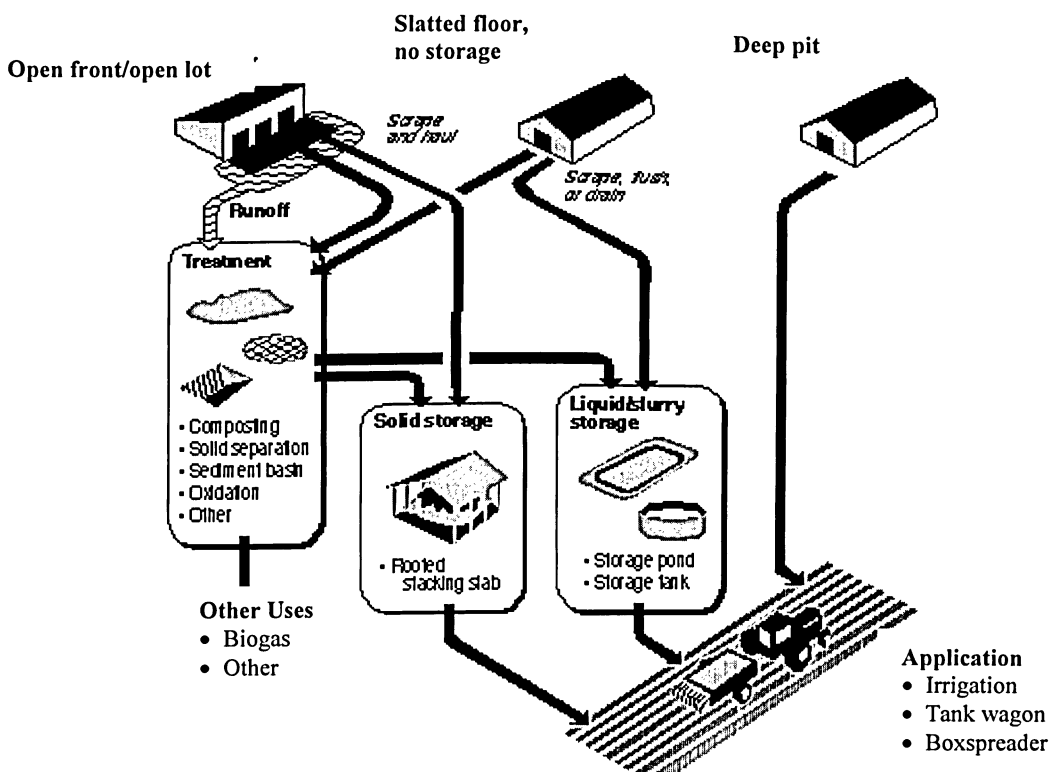 Slatted floor,
no storage
Deep pit
Open front/open lot
Scrape
and haul
Scrape, flush,
or drain
Runoff
Treatment
• Composting
• Solid separation
• Sediment basin
• Oxidation
• Other
Solid storage
• Roofed
stacking slab
Liquid/slurry
storage
• Storage pond
• Storage tank
Other Uses
• Biogas
• Other
Application
• Irrigation
• Tank wagon
• Boxspreader